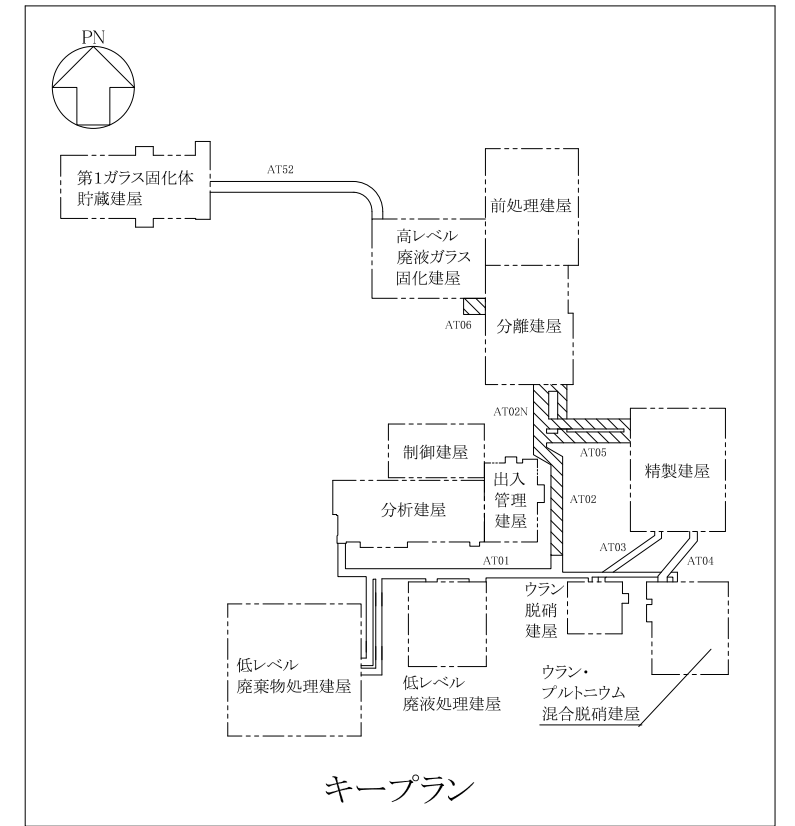 PN
第1ガラス固化体
貯蔵建屋
AT52
前処理建屋
高レベル
廃液ガラス
固化建屋
AT06
分離建屋
AT02N
制御建屋
AT05
精製建屋
出入
管理
建屋
分析建屋
AT02
AT01
AT03
AT04
ウラン
脱硝
建屋
低レベル
廃棄物処理建屋
低レベル
廃液処理建屋
ウラン・
プルトニウム
混合脱硝建屋
キープラン